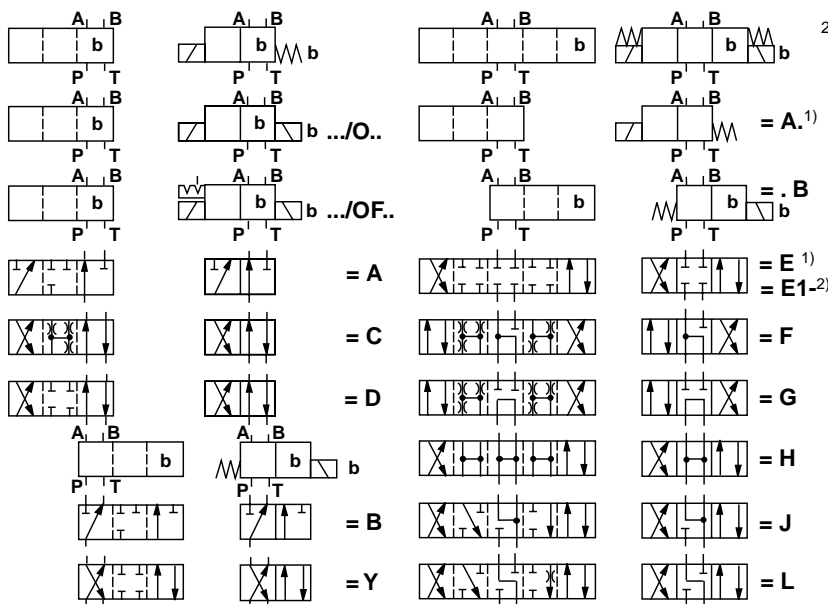 A B A B A B A B 2
b b b b b
P T P T P T P T
A B A B A B A B
b b .../O.. = A.1)
P T P T P T P T
A B A B A B A B
b b b .../OF.. b b b = . B
P T P T P T P T
= A = E 1)
= E1-2)
= C = F
= D = G
A B A B
b b b = H
P T P T
= B = J
= Y = L